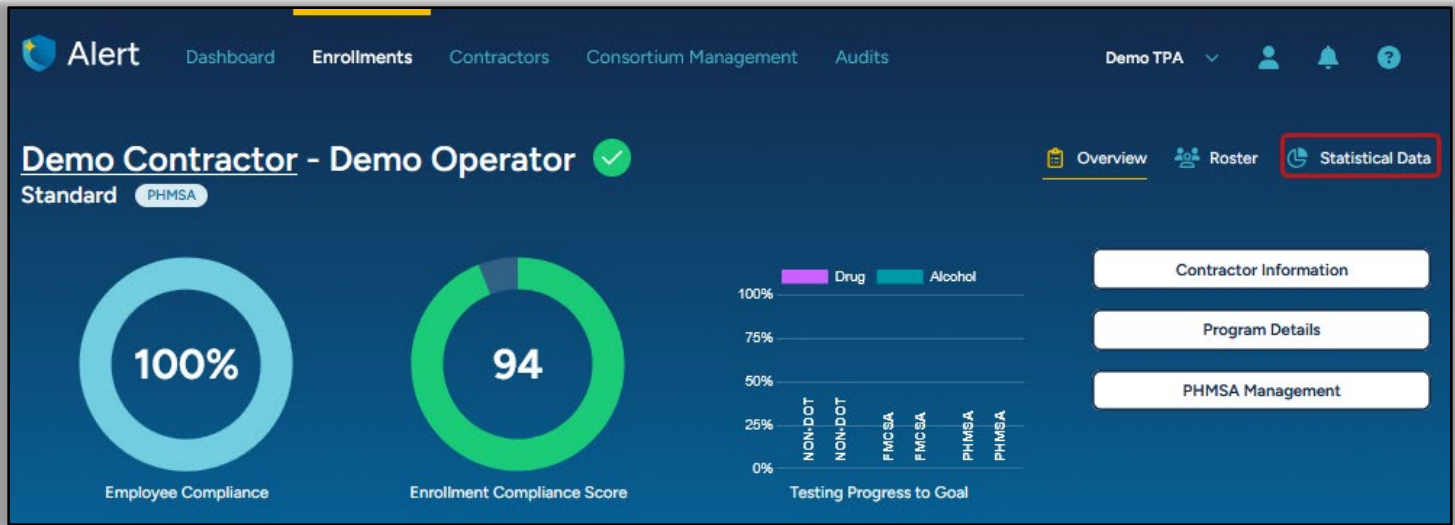 Alert
Dashboard
Enrollments
Contractors
Consortium Management
Audits
Demo TPA
?
Demo Contractor - Demo Operator
Standard PHMSA
Overview
Roster
Statistical Data
100%
Employee Compliance
94
Enrollment Compliance Score
Drug
Alcohol
100%
75%
50%
25%
0%
NON-DOT
NON-DOT
FMCSA
FMCSA
PHMSA
PHMSA
Testing Progress to Goal
Contractor Information
Program Details
PHMSA Management